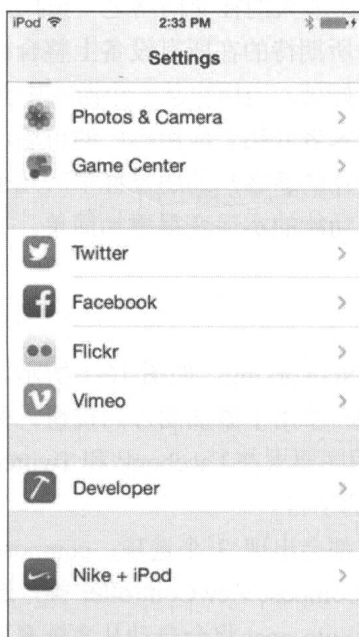 iPod 2:33 PM
Settings
Photos & Camera
Game Center
Twitter
Facebook
Flickr
Vimeo
Developer
Nike + iPod